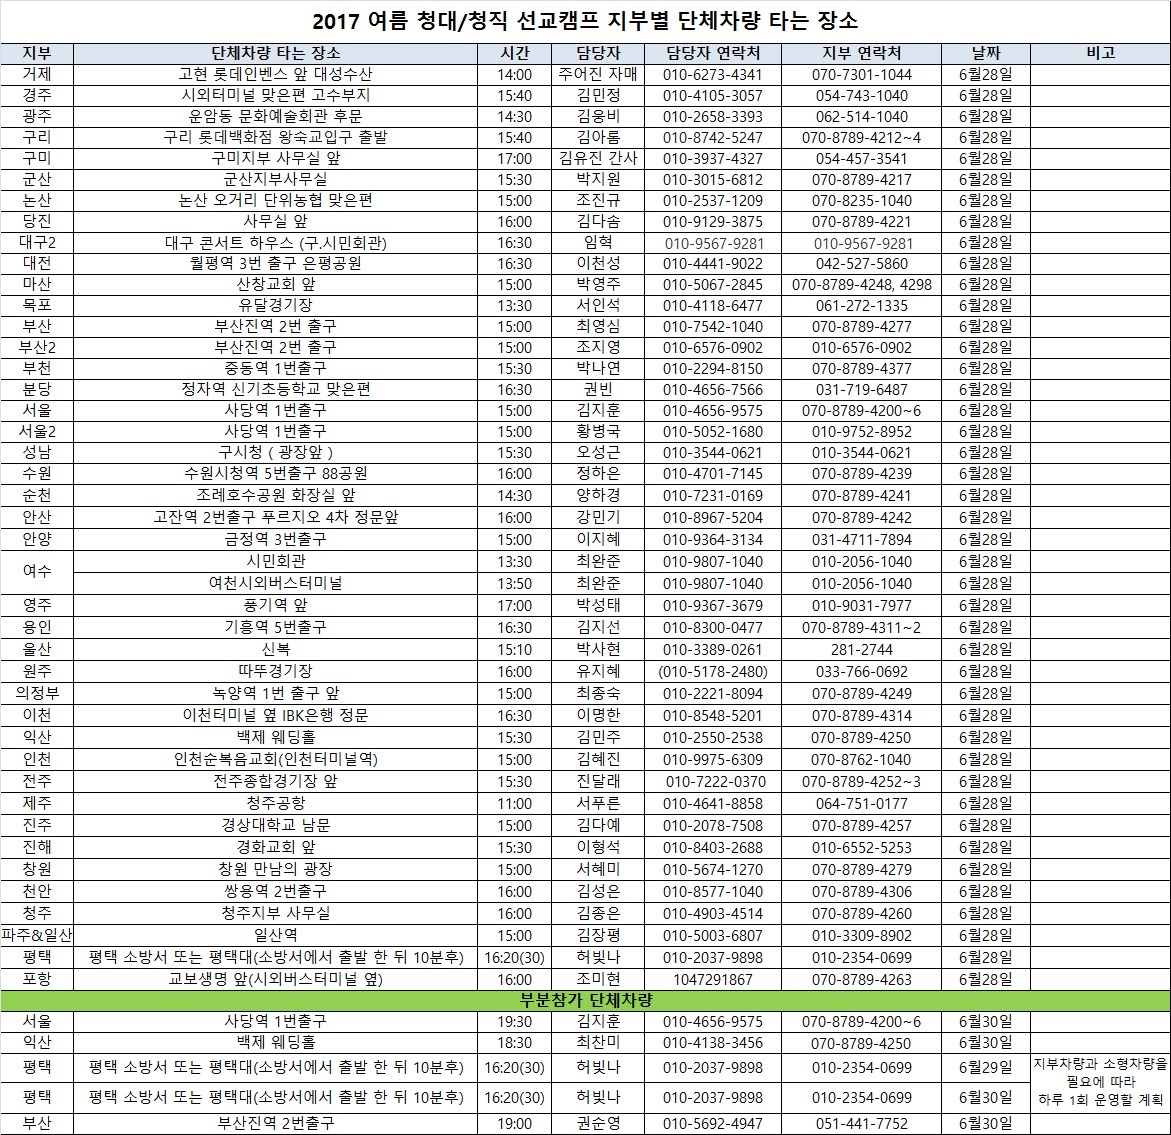 2017 여름 청대/청직 선교캠프 지부별 단체차량 타는 장소
지부 단체차량 타는 장소 시간 담당자 담당자 연락처 지부 연락처 날짜 비고
거제 고현 롯데인벤스 앞 대성수산 14:00 주어진 자매 010-6273-4341 070-7301-1044 6월28일
경주 시외터미널 맞은편 고수부지 15:40 김민정 010-4105-3057 054-743-1040 6월28일
광주 운암동 문화예술회관 후문 14:30 김웅비 010-2658-3393 062-514-1040 6월28일
구리 구리 롯데백화점 왕숙교입구 출발 15:40 김아롬 010-8742-5247 070-8789-4212~4 6월28일
구미 구미지부 사무실 앞 17:00 김유진 간사 010-3937-4327 054-457-3541 6월28일
군산 군산지부사무실 15:30 박지원 010-3015-6812 070-8789-4217 6월28일
논산 논산 오거리 단위농협 맞은편 15:00 조진규 010-2537-1209 070-8235-1040 6월28일
당진 사무실 앞 16:00 김다솜 010-9129-3875 070-8789-4221 6월28일
대구2 대구 콘서트 하우스 (구.시민회관) 16:30 임혁 010-9567-9281 010-9567-9281 6월28일
대전 월평역 3번 출구 은평공원 16:30 이천성 010-4441-9022 042-527-5860 6월28일
마산 산창교회 앞 15:00 박영주 010-5067-2845 070-8789-4248, 4298 6월28일
목포 유달경기장 13:30 서인석 010-4118-6477 061-272-1335 6월28일
부산 부산진역 2번 출구 15:00 최영심 010-7542-1040 070-8789-4277 6월28일
부산2 부산진역 2번 출구 15:00 조지영 010-6576-0902 010-6576-0902 6월28일
부천 중동역 1번출구 15:30 박나연 010-2294-8150 070-8789-4377 6월28일
분당 정자역 신기초등학교 맞은편 16:30 권빈 010-4656-7566 031-719-6487 6월28일
서울 사당역 1번출구 15:00 김지훈 010-4656-9575 070-8789-4200~6 6월28일
서울2 사당역 1번출구 15:00 황병국 010-5052-1680 010-9752-8952 6월28일
성남 구시청 ( 광장앞 ) 15:30 오성근 010-3544-0621 010-3544-0621 6월28일
수원 수원시청역 5번출구 88공원 16:00 정하은 010-4701-7145 070-8789-4239 6월28일
순천 조례호수공원 화장실 앞 14:30 양하경 010-7231-0169 070-8789-4241 6월28일
안산 고잔역 2번출구 푸르지오 4차 정문앞 16:00 강민기 010-8967-5204 070-8789-4242 6월28일
안양 금정역 3번출구 15:00 이지혜 010-9364-3134 031-4711-7894 6월28일
여수 시민회관 13:30 최완준 010-9807-1040 010-2056-1040 6월28일
여천시외버스터미널 13:50 최완준 010-9807-1040 010-2056-1040 6월28일
영주 풍기역 앞 17:00 박성태 010-9367-3679 010-9031-7977 6월28일
용인 기흥역 5번출구 16:30 김지선 010-8300-0477 070-8789-4311~2 6월28일
울산 신복 15:10 박사현 010-3389-0261 281-2744 6월28일
원주 따뚜경기장 16:00 유지혜 (010-5178-2480) 033-766-0692 6월28일
의정부 녹양역 1번 출구 앞 15:00 최종숙 010-2221-8094 070-8789-4249 6월28일
이천 이천터미널 옆 IBK은행 정문 16:30 이명한 010-8548-5201 070-8789-4314 6월28일
익산 백제 웨딩홀 15:30 김민주 010-2550-2538 070-8789-4250 6월28일
인천 인천순복음교회(인천터미널역) 15:00 김혜진 010-9975-6309 070-8762-1040 6월28일
전주 전주종합경기장 앞 15:30 진달래 010-7222-0370 070-8789-4252~3 6월28일
제주 청주공항 11:00 서푸른 010-4641-8858 064-751-0177 6월28일
진주 경상대학교 남문 15:00 김다예 010-2078-7508 070-8789-4257 6월28일
진해 경화교회 앞 15:30 이형석 010-8403-2688 010-6552-5253 6월28일
창원 창원 만남의 광장 15:00 서혜미 010-5674-1270 070-8789-4279 6월28일
천안 쌍용역 2번출구 16:00 김성은 010-8577-1040 070-8789-4306 6월28일
청주 청주지부 사무실 16:00 김종은 010-4903-4514 070-8789-4260 6월28일
파주&일산 일산역 15:00 김장평 010-5003-6807 010-3309-8902 6월28일
평택 평택 소방서 또는 평택대(소방서에서 출발 한 뒤 10분후) 16:20(30) 허빛나 010-2037-9898 010-2354-0699 6월28일
포항 교보생명 앞(시외버스터미널 옆) 16:00 조미현 1047291867 070-8789-4263 6월28일
부분참가 단체차량
서울 사당역 1번출구 19:30 김지훈 010-4656-9575 070-8789-4200~6 6월30일
익산 백제 웨딩홀 18:30 최찬미 010-4138-3456 070-8789-4250 6월30일
평택 평택 소방서 또는 평택대(소방서에서 출발 한 뒤 10분후) 16:20(30) 허빛나 010-2037-9898 010-2354-0699 6월29일
평택 평택 소방서 또는 평택대(소방서에서 출발 한 뒤 10분후) 16:20(30) 허빛나 010-2037-9898 010-2354-0699 6월30일
지부차량과 소형차량을
필요에 따라
하루 1회 운영할 계획
부산 부산진역 2번출구 19:00 권순영 010-5692-4947 051-441-7752 6월30일